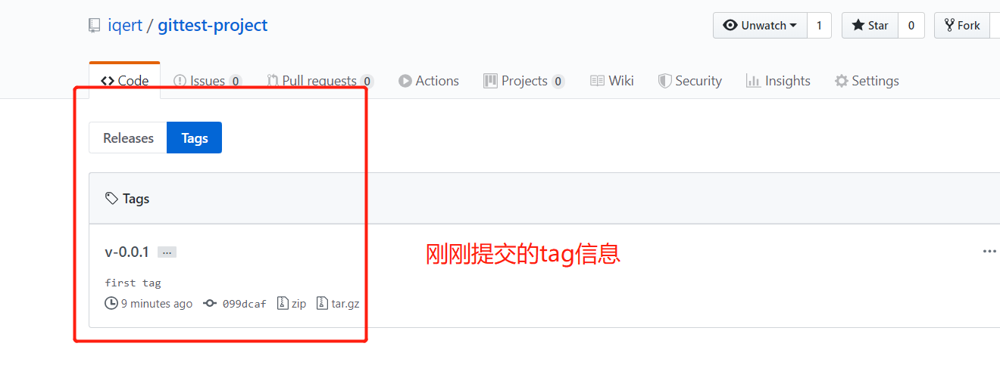 iqert / gittest-project
Unwatch 1 Star 0 Fork
Code Issues 0 Pull requests 0 Actions Projects 0 Wiki Security Insights Settings
Releases Tags
Tags
v-0.0.1 ...
刚刚提交的tag信息
first tag
9 minutes ago 099dcaf zip tar.gz